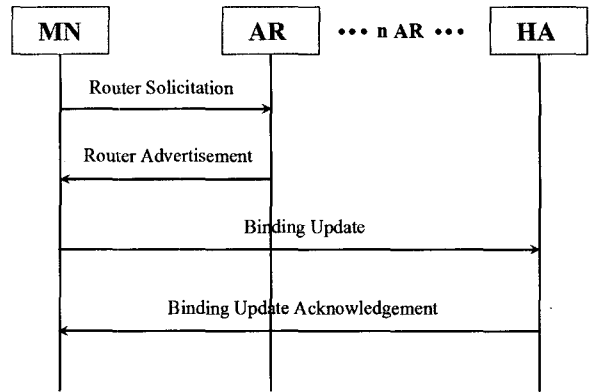 MN AR ••• n AR ••• HA
Router Solicitation
Router Advertisement
Binding Update
Binding Update Acknowledgement